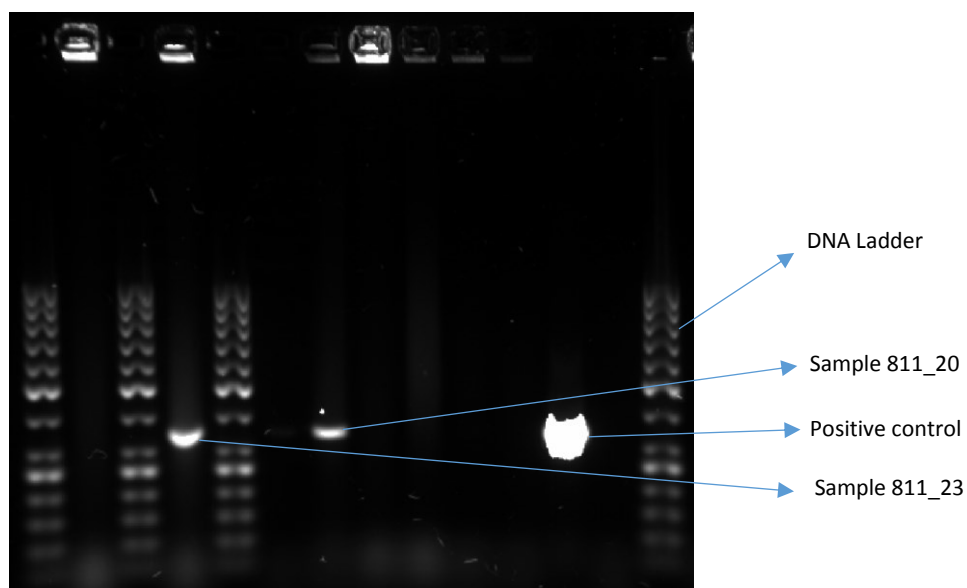 DNA Ladder
Sample 811_20
Positive control
Sample 811_23